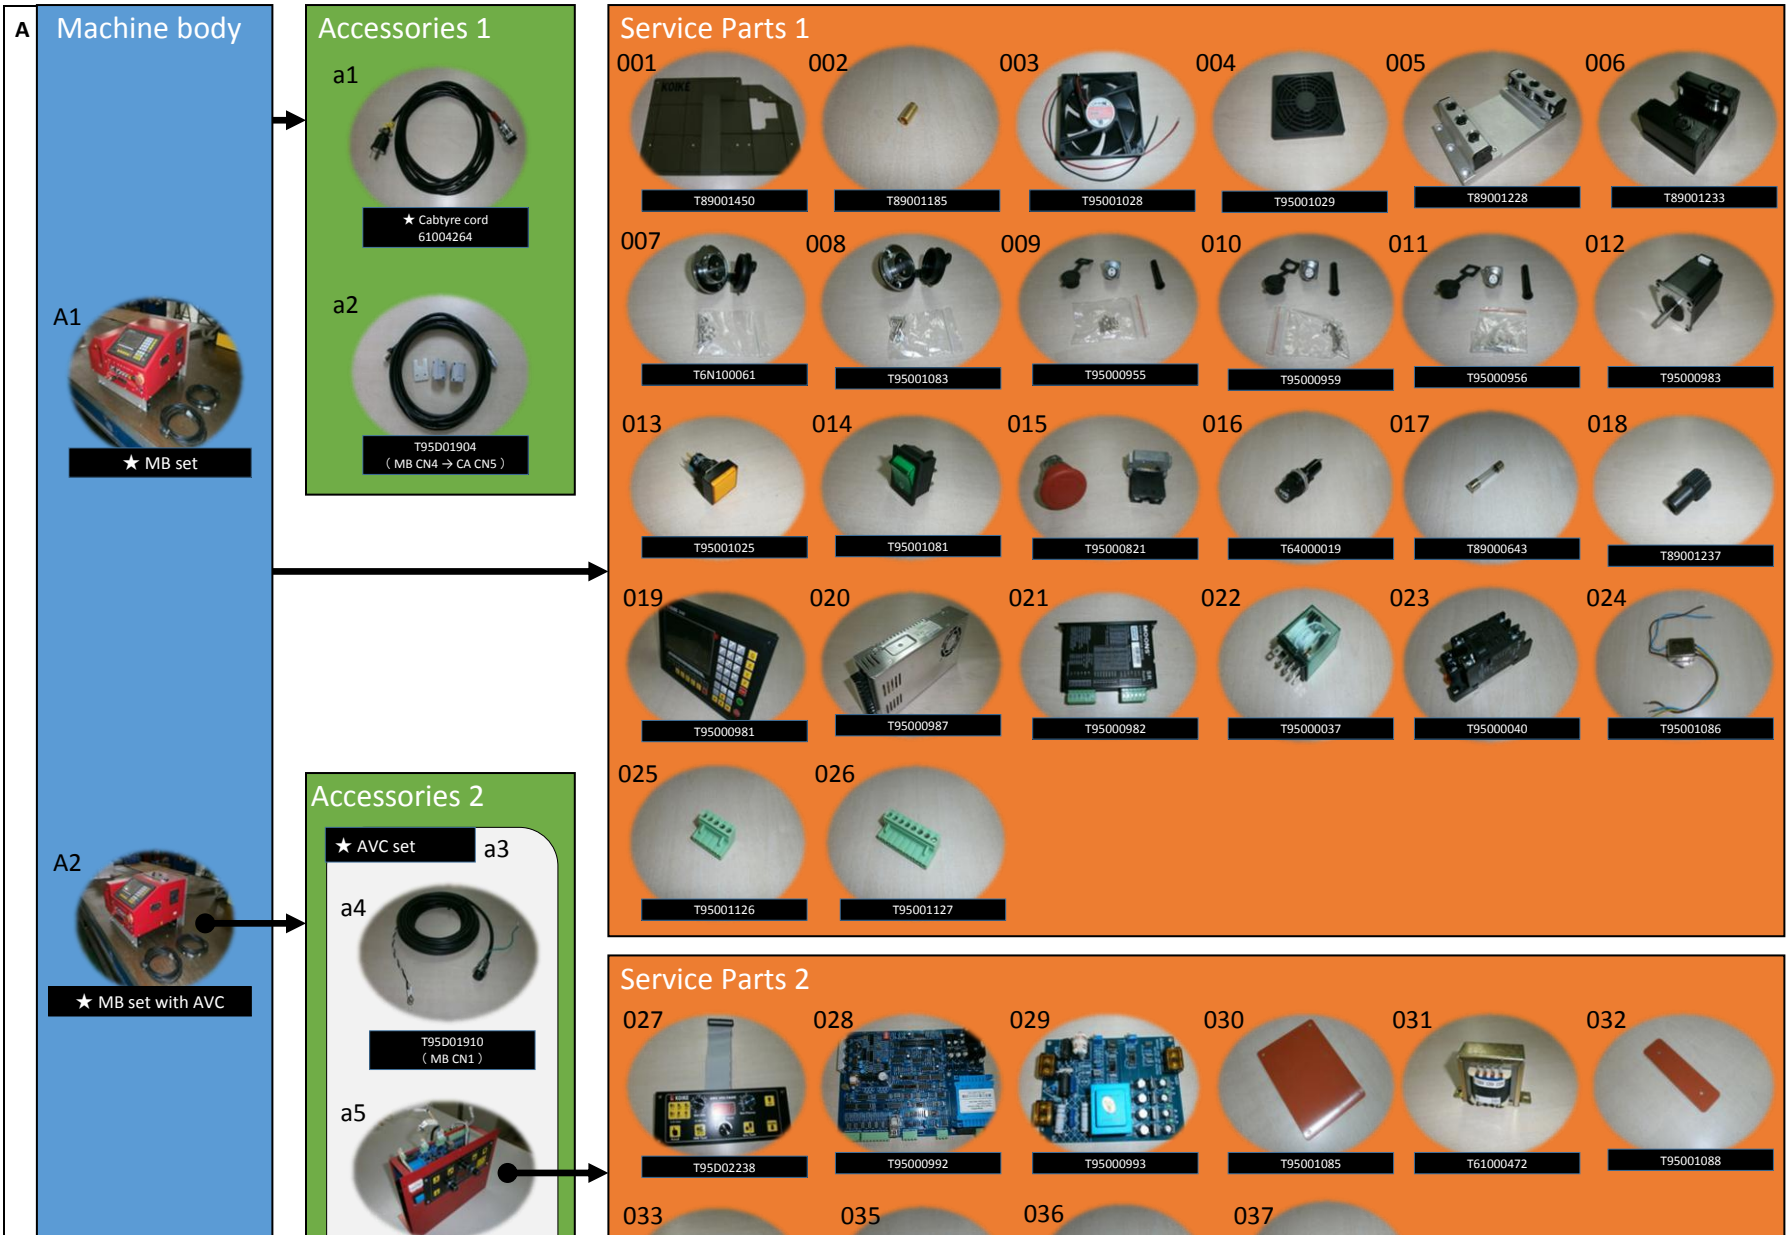 A
Machine body
A1
★ MB set
A2
★ MB set with AVC
Accessories 1
a1
★ Cabtyre cord
61004264
a2
T95D01904
( MB CN4 → CA CN5 )
Accessories 2
★ AVC set
a3
a4
T95D01910
( MB CN1 )
a5
Service Parts 1
001 002 003 004 005 006
KOIKE
T89001450 T89001185 T95001028 T95001029 T89001228 T89001233
007 008 009 010 011 012
T6N100061 T95001083 T95000955 T95000959 T95000956 T95000983
013 014 015 016 017 018
T95001025 T95001081 T95000821 T64000019 T89000643 T89001237
019 020 021 022 023 024
MOONS'
T95000981 T95000987 T95000982 T95000037 T95000040 T95001086
025 026
T95001126 T95001127
Service Parts 2
027 028 029 030 031 032
KOIKE
T95D02238 T95000992 T95000993 T95001085 T61000472 T95001088
033 035 036 037